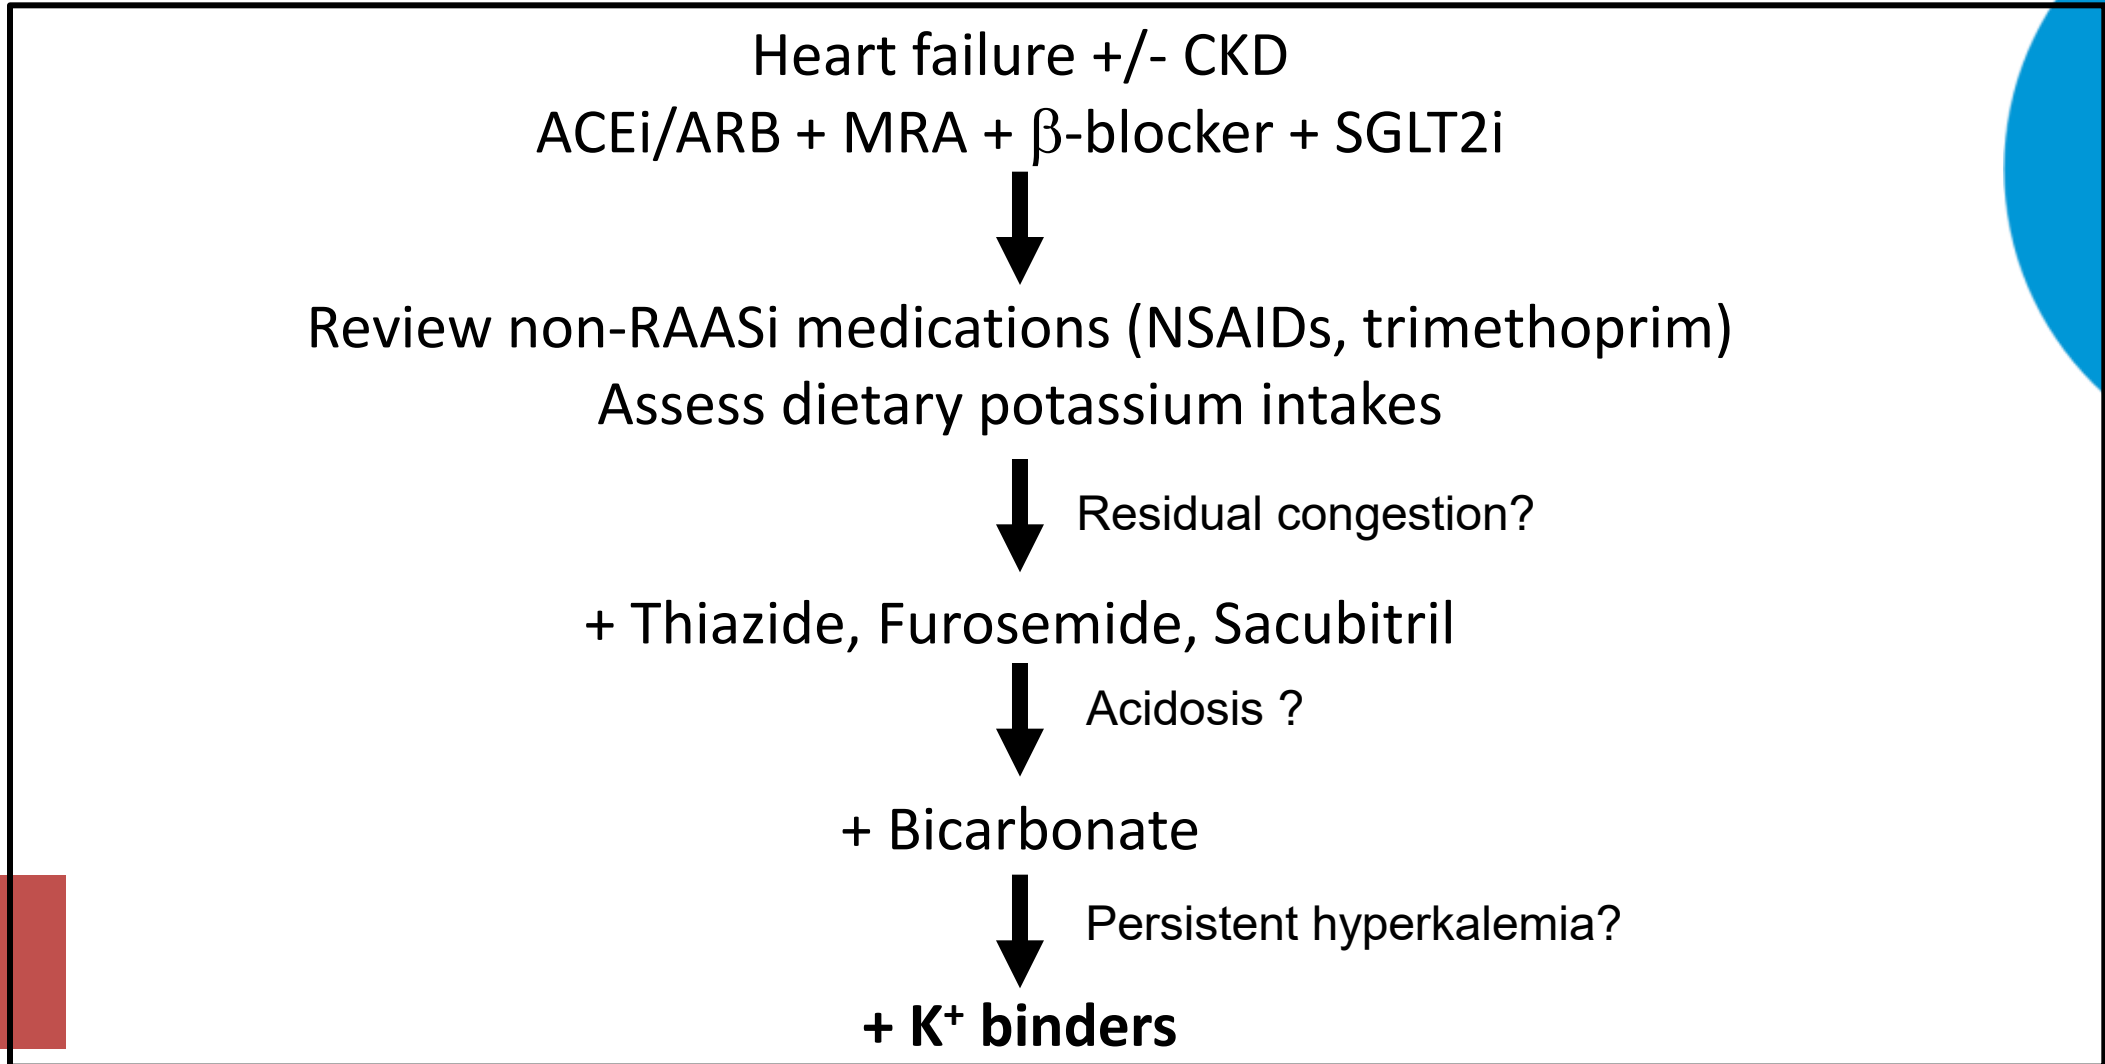 Heart failure +/- CKD
ACEi/ARB + MRA + β-blocker + SGLT2i
Review non-RAASi medications (NSAIDs, trimethoprim)
Assess dietary potassium intakes
Residual congestion?
+ Thiazide, Furosemide, Sacubitril
Acidosis ?
+ Bicarbonate
Persistent hyperkalemia?
+ K⁺ binders